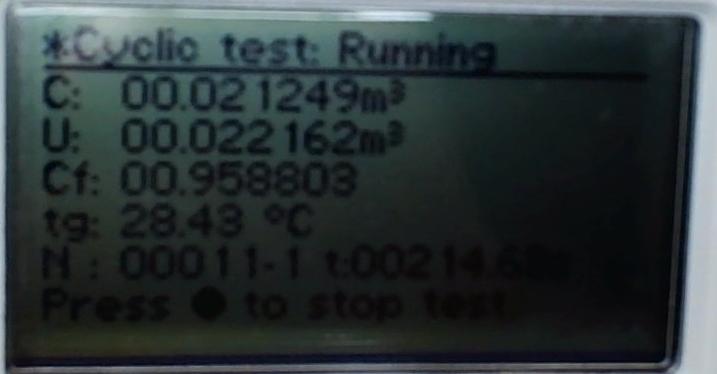 *Cyclic test: Running
C: 00.021249m³
U: 00.022162m³
Cf: 00.958803
tg: 28.43 °C
N : 00011-1
Press ● to stop test